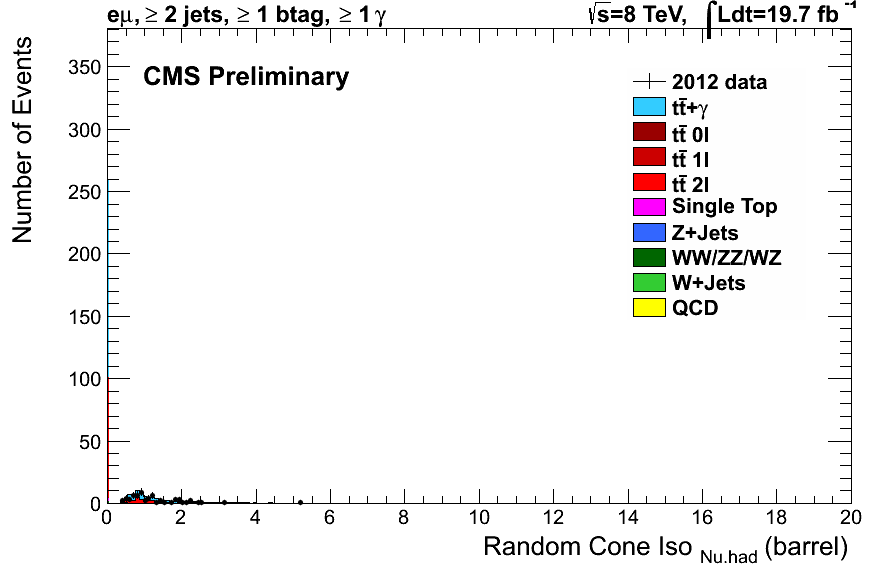 eμ, ≥ 2 jets, ≥ 1 btag, ≥ 1 γ
√s=8 TeV, ∫Ldt=19.7 fb⁻¹
CMS Preliminary
2012 data
tt̄+γ
tt̄ 0l
tt̄ 1l
tt̄ 2l
Single Top
Z+Jets
WW/ZZ/WZ
W+Jets
QCD
Number of Events
350
300
250
200
150
100
50
0
0 2 4 6 8 10 12 14 16 18 20
Random Cone Iso Nu.had (barrel)